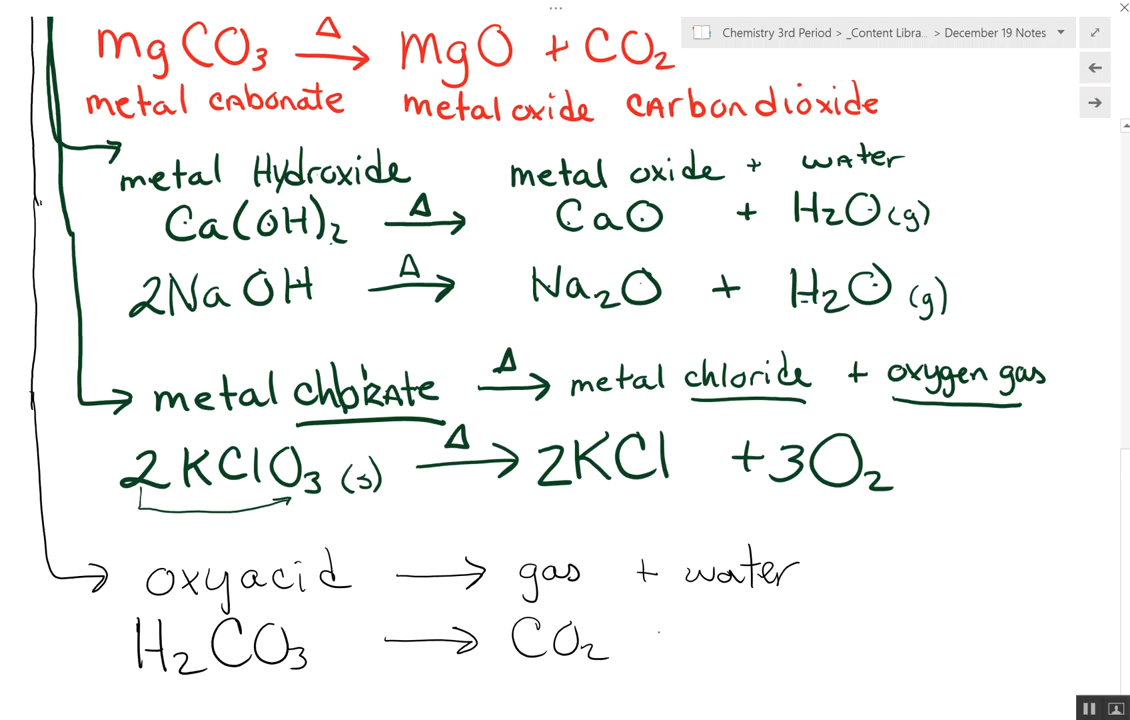 Chemistry 3rd Period > _Content Libra... > December 19 Notes
mgCO₃ Δ→ MgO + CO₂
metal cabonate metal oxide CArbon dioxide
metal Hydroxide metal oxide + wATer
Ca(OH)₂ Δ→ CaO + H₂O(g)
2NaOH Δ→ Na₂O + H₂O (g)
metal chlorATe Δ→ metal chloride + oxygen gas
2KClO₃ (s) Δ→ 2KCl + 3O₂
oxyacid → gas + water
H₂CO₃ → CO₂